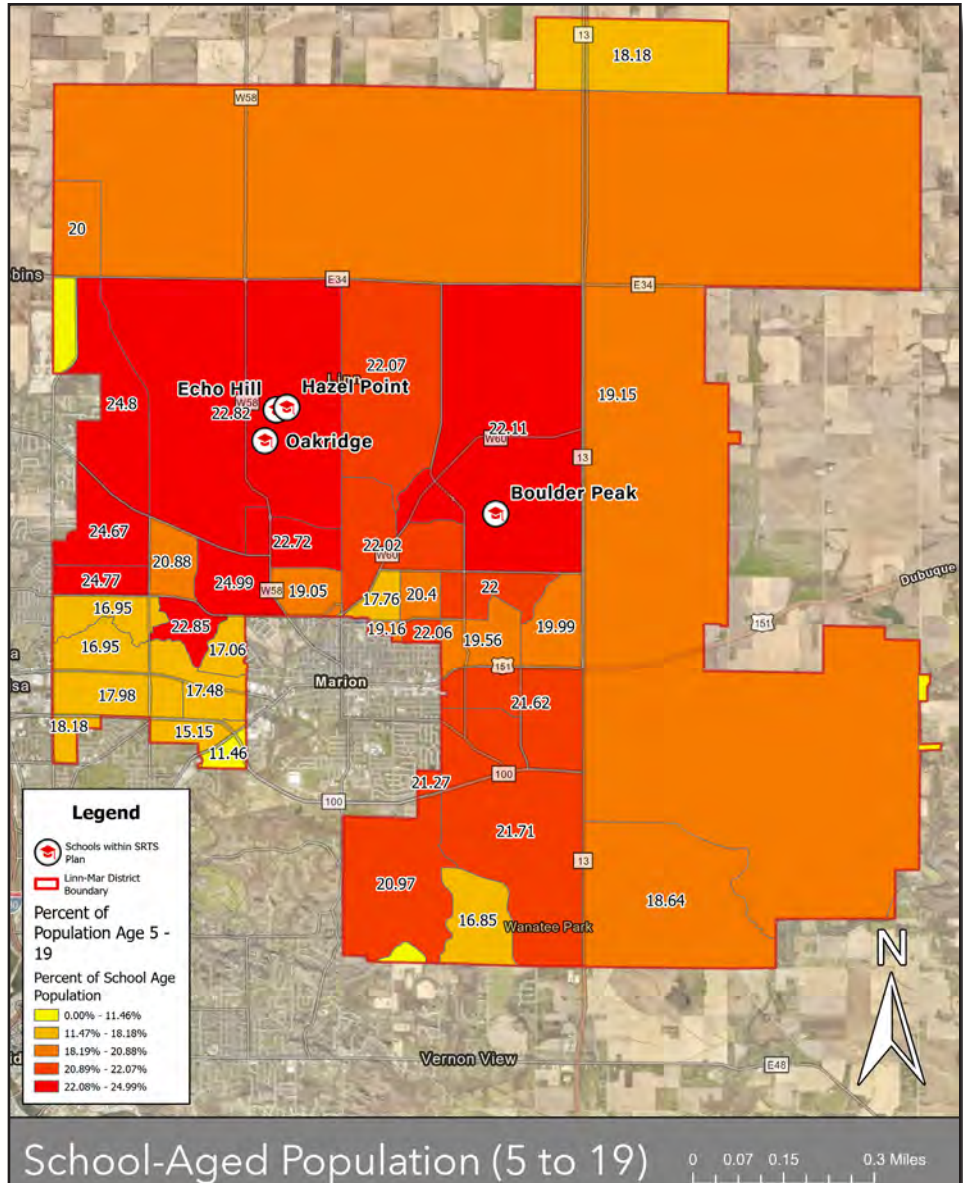 13
18.18
W58
20
bins
E34
E34
22.07
Linn
Echo Hill
Hazel Point
24.8
W58
22.82
19.15
22.11
W60
Oakridge
13
Boulder Peak
24.67
20.88
22.72
22.02
W60
24.77
24.99
W58
19.05
17.76
20.4
22
Dubuque
16.95
22.85
19.16
22.06
19.99
151
16.95
17.06
19.56
a
151
sa
Marion
17.48
17.98
21.62
18.18
15.15
11.46
100
21.27
100
21.71
13
20.97
16.85
18.64
Wanatee Park
Legend
Schools within SRTS
Plan
Linn-Mar District
Boundary
Percent of
Population Age 5 -
19
Percent of School Age
Population
0.00% - 11.46%
11.47% - 18.18%
18.19% - 20.88%
20.89% - 22.07%
22.08% - 24.99%
N
Vernon View
E48
id
School-Aged Population (5 to 19)
0 0.07 0.15 0.3 Miles